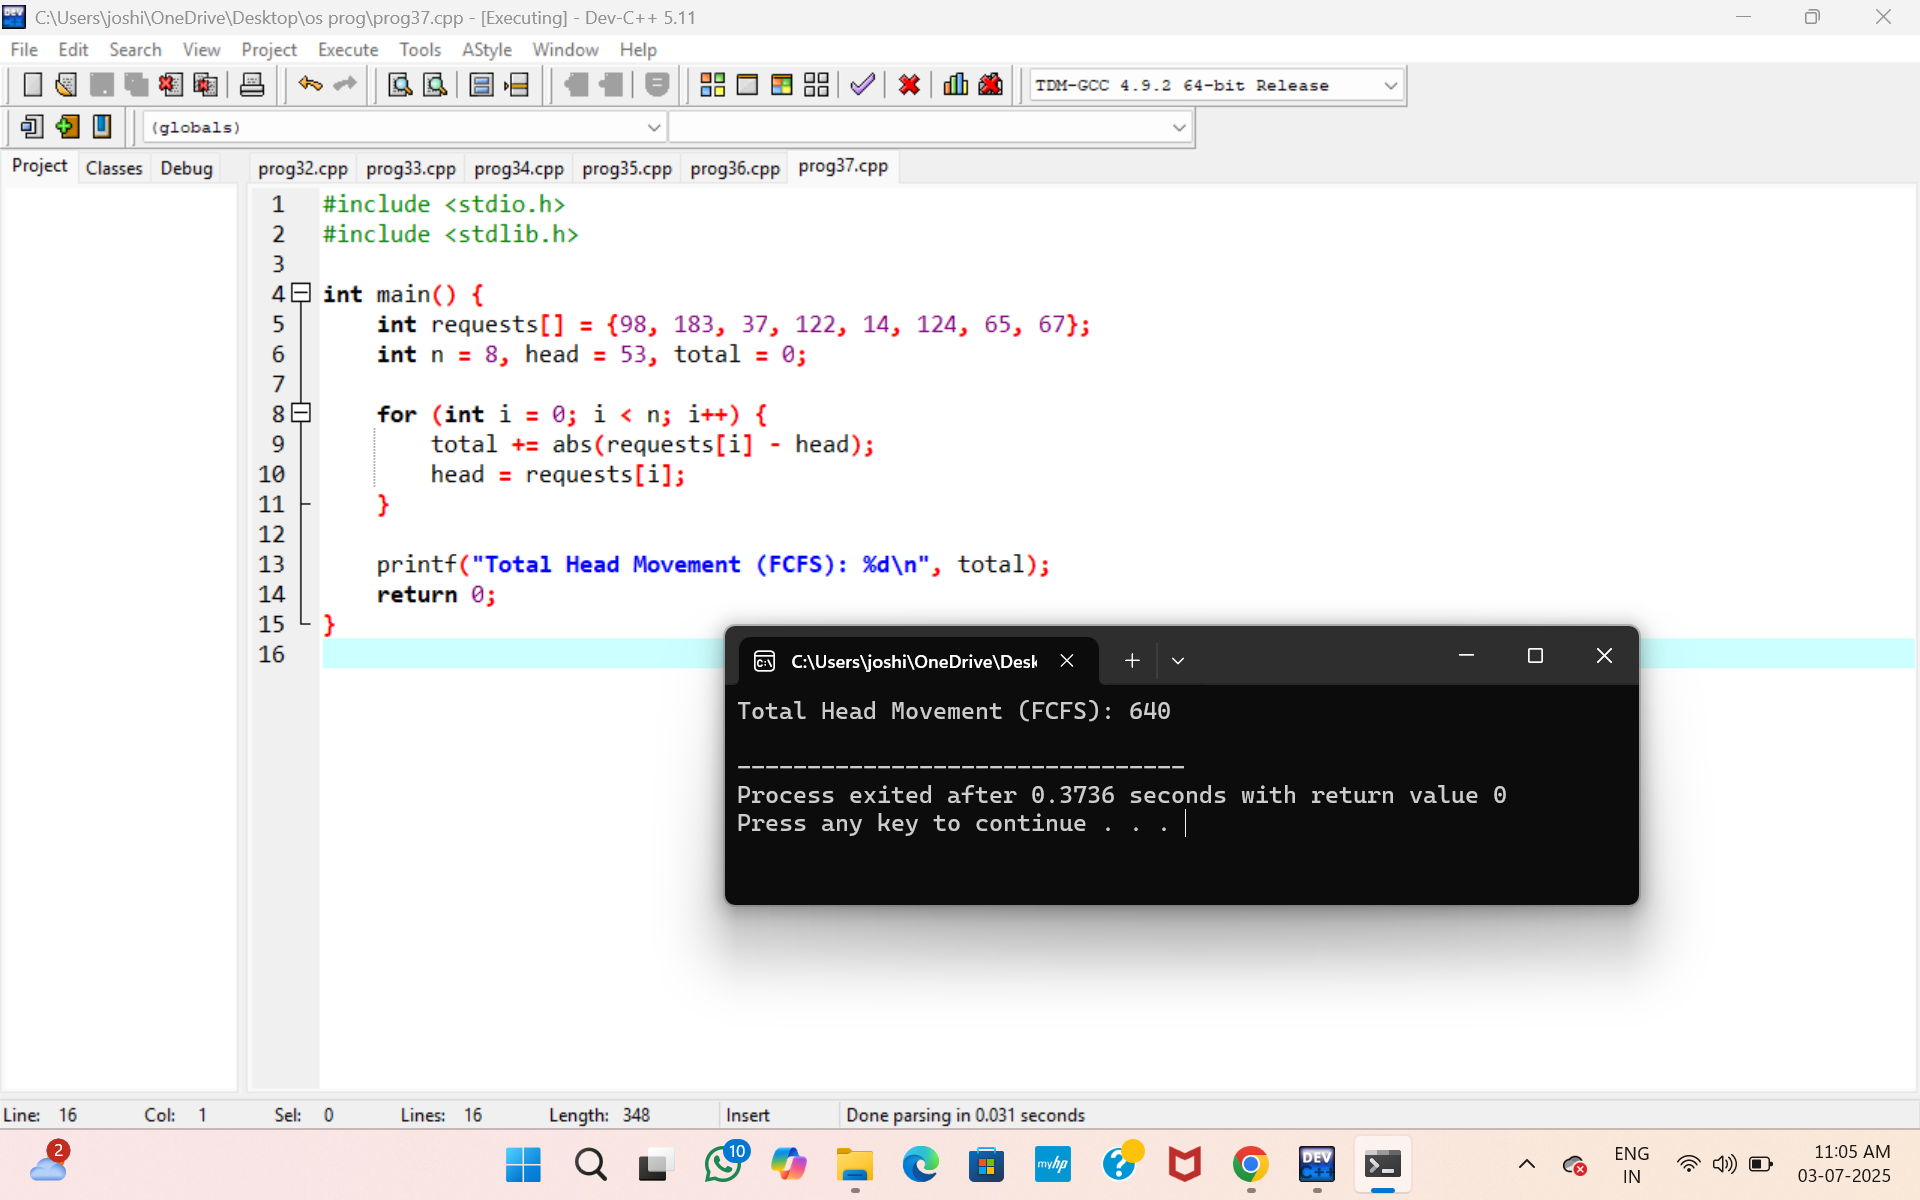 C:\Users\joshi\OneDrive\Desktop\os prog\prog37.cpp - [Executing] - Dev-C++ 5.11
File Edit Search View Project Execute Tools AStyle Window Help
TDM-GCC 4.9.2 64-bit Release
(globals)
Project Classes Debug prog32.cpp prog33.cpp prog34.cpp prog35.cpp prog36.cpp prog37.cpp
1 #include <stdio.h>
2 #include <stdlib.h>
3
4 int main() {
5 int requests[] = {98, 183, 37, 122, 14, 124, 65, 67};
6 int n = 8, head = 53, total = 0;
7
8 for (int i = 0; i < n; i++) {
9 total += abs(requests[i] - head);
10 head = requests[i];
11 }
12
13 printf("Total Head Movement (FCFS): %d\n", total);
14 return 0;
15 }
16
C:\Users\joshi\OneDrive\Desk
Total Head Movement (FCFS): 640
--------------------------------
Process exited after 0.3736 seconds with return value 0
Press any key to continue . . .
Line: 16 Col: 1 Sel: 0 Lines: 16 Length: 348 Insert Done parsing in 0.031 seconds
2
10
myhp
DEV C++
ENG
IN
11:05 AM
03-07-2025